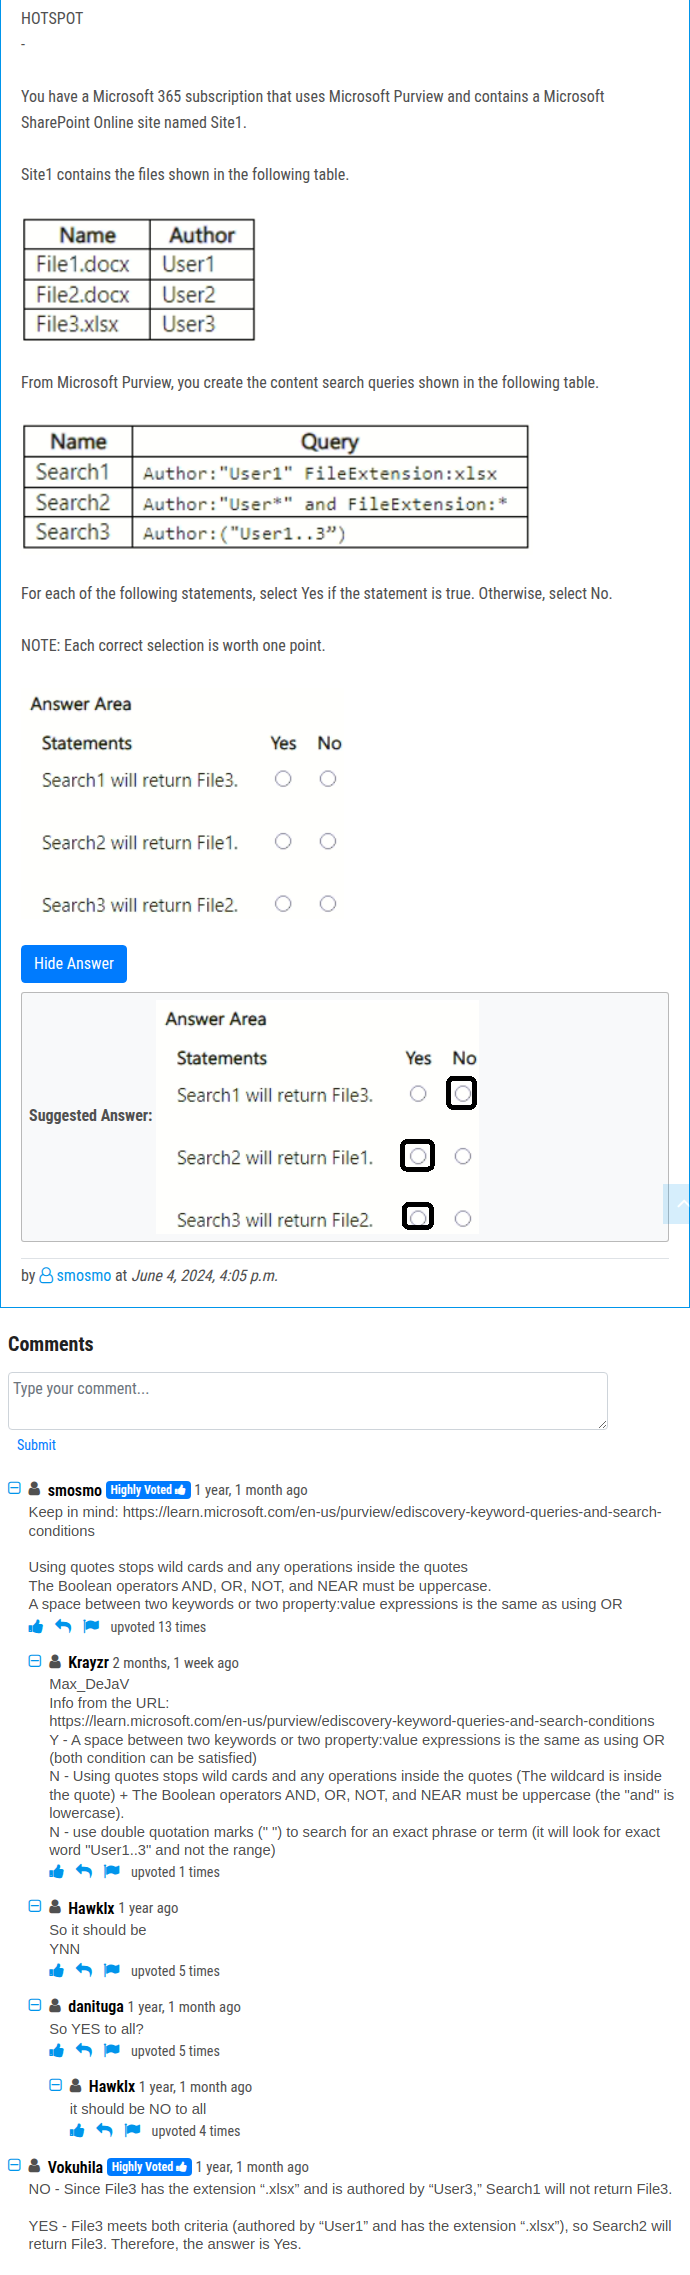 HOTSPOT
-
You have a Microsoft 365 subscription that uses Microsoft Purview and contains a Microsoft
SharePoint Online site named Site1.
Site1 contains the files shown in the following table.
Name Author
File1.docx User1
File2.docx User2
File3.xlsx User3
From Microsoft Purview, you create the content search queries shown in the following table.
Name Query
Search1 Author:"User1" FileExtension:xlsx
Search2 Author:"User*" and FileExtension:*
Search3 Author:("User1..3”)
For each of the following statements, select Yes if the statement is true. Otherwise, select No.
NOTE: Each correct selection is worth one point.
Answer Area
Statements Yes No
Search1 will return File3.
Search2 will return File1.
Search3 will return File2.
Hide Answer
Suggested Answer:
Answer Area
Statements Yes No
Search1 will return File3.
Search2 will return File1.
Search3 will return File2.
by smosmo at June 4, 2024, 4:05 p.m.
Comments
Type your comment...
Submit
smosmo Highly Voted 1 year, 1 month ago
Keep in mind: https://learn.microsoft.com/en-us/purview/ediscovery-keyword-queries-and-search-
conditions
Using quotes stops wild cards and any operations inside the quotes
The Boolean operators AND, OR, NOT, and NEAR must be uppercase.
A space between two keywords or two property:value expressions is the same as using OR
upvoted 13 times
Krayzr 2 months, 1 week ago
Max_DeJaV
Info from the URL:
https://learn.microsoft.com/en-us/purview/ediscovery-keyword-queries-and-search-conditions
Y - A space between two keywords or two property:value expressions is the same as using OR
(both condition can be satisfied)
N - Using quotes stops wild cards and any operations inside the quotes (The wildcard is inside
the quote) + The Boolean operators AND, OR, NOT, and NEAR must be uppercase (the "and" is
lowercase).
N - use double quotation marks (" ") to search for an exact phrase or term (it will look for exact
word "User1..3" and not the range)
upvoted 1 times
Hawklx 1 year ago
So it should be
YNN
upvoted 5 times
danituga 1 year, 1 month ago
So YES to all?
upvoted 5 times
Hawklx 1 year, 1 month ago
it should be NO to all
upvoted 4 times
Vokuhila Highly Voted 1 year, 1 month ago
NO - Since File3 has the extension “.xlsx” and is authored by “User3,” Search1 will not return File3.
YES - File3 meets both criteria (authored by “User1” and has the extension “.xlsx”), so Search2 will
return File3. Therefore, the answer is Yes.